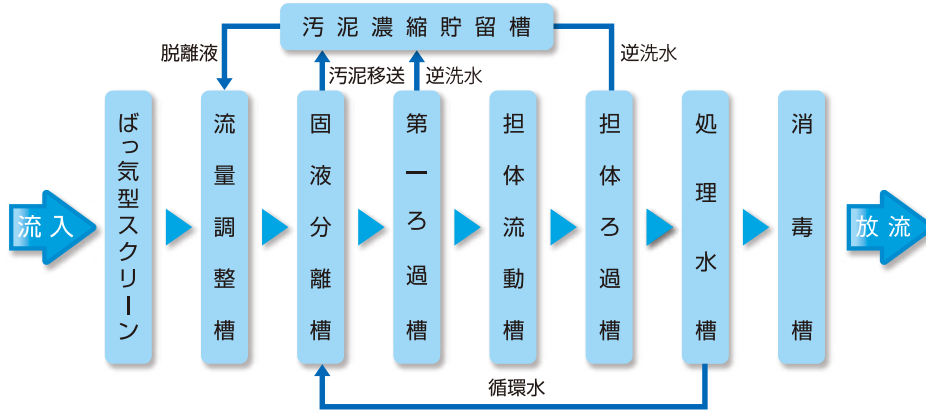 汚泥濃縮貯留槽
脱離液
汚泥移送
逆洗水
逆洗水
流入
ばっ気型スクリーン
流量調整槽
固液分離槽
第一ろ過槽
担体流動槽
担体ろ過槽
処理水槽
消毒槽
放流
循環水